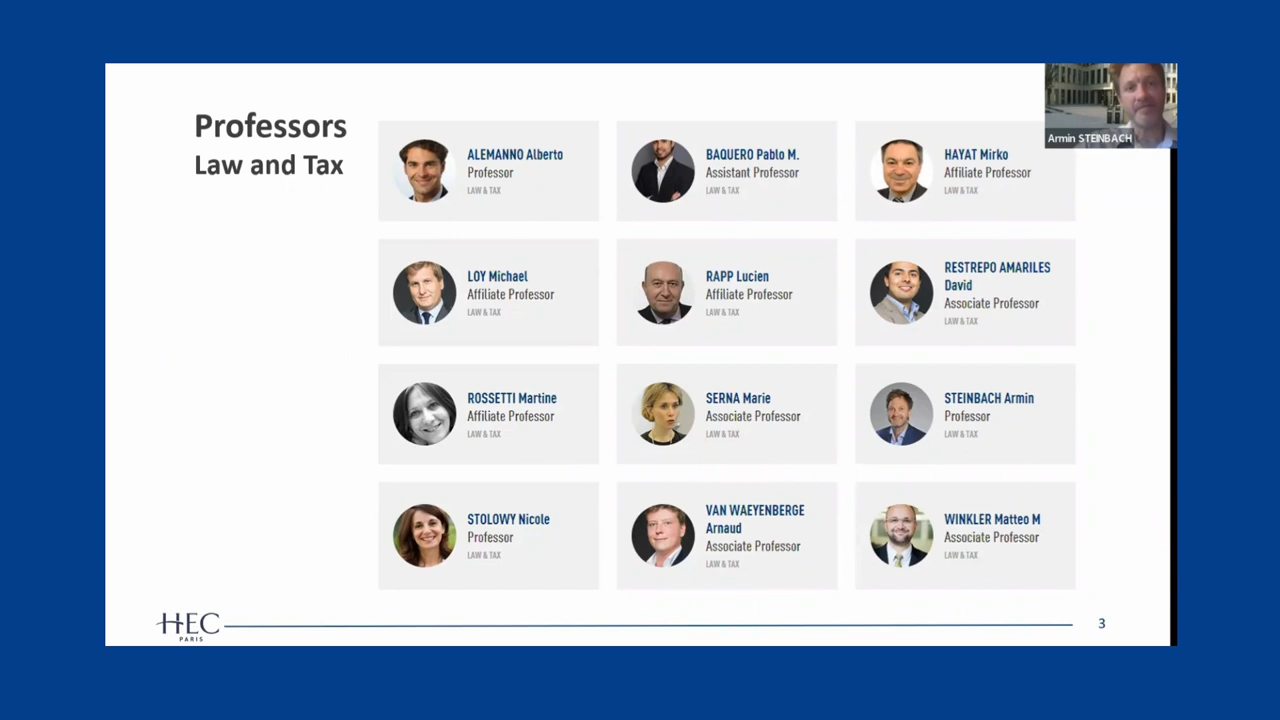 Professors
Law and Tax
Armin STEINBACH
ALEMANNO Alberto
Professor
LAW & TAX
BAQUERO Pablo M.
Assistant Professor
LAW & TAX
HAYAT Mirko
Affiliate Professor
LAW & TAX
LOY Michael
Affiliate Professor
LAW & TAX
RAPP Lucien
Affiliate Professor
LAW & TAX
RESTREPO AMARILES
David
Associate Professor
LAW & TAX
ROSSETTI Martine
Affiliate Professor
LAW & TAX
SERNA Marie
Associate Professor
LAW & TAX
STEINBACH Armin
Professor
LAW & TAX
STOLOWY Nicole
Professor
LAW & TAX
VAN WAEYENBERGE
Arnaud
Associate Professor
LAW & TAX
WINKLER Matteo M
Associate Professor
LAW & TAX
HEC
PARIS
3